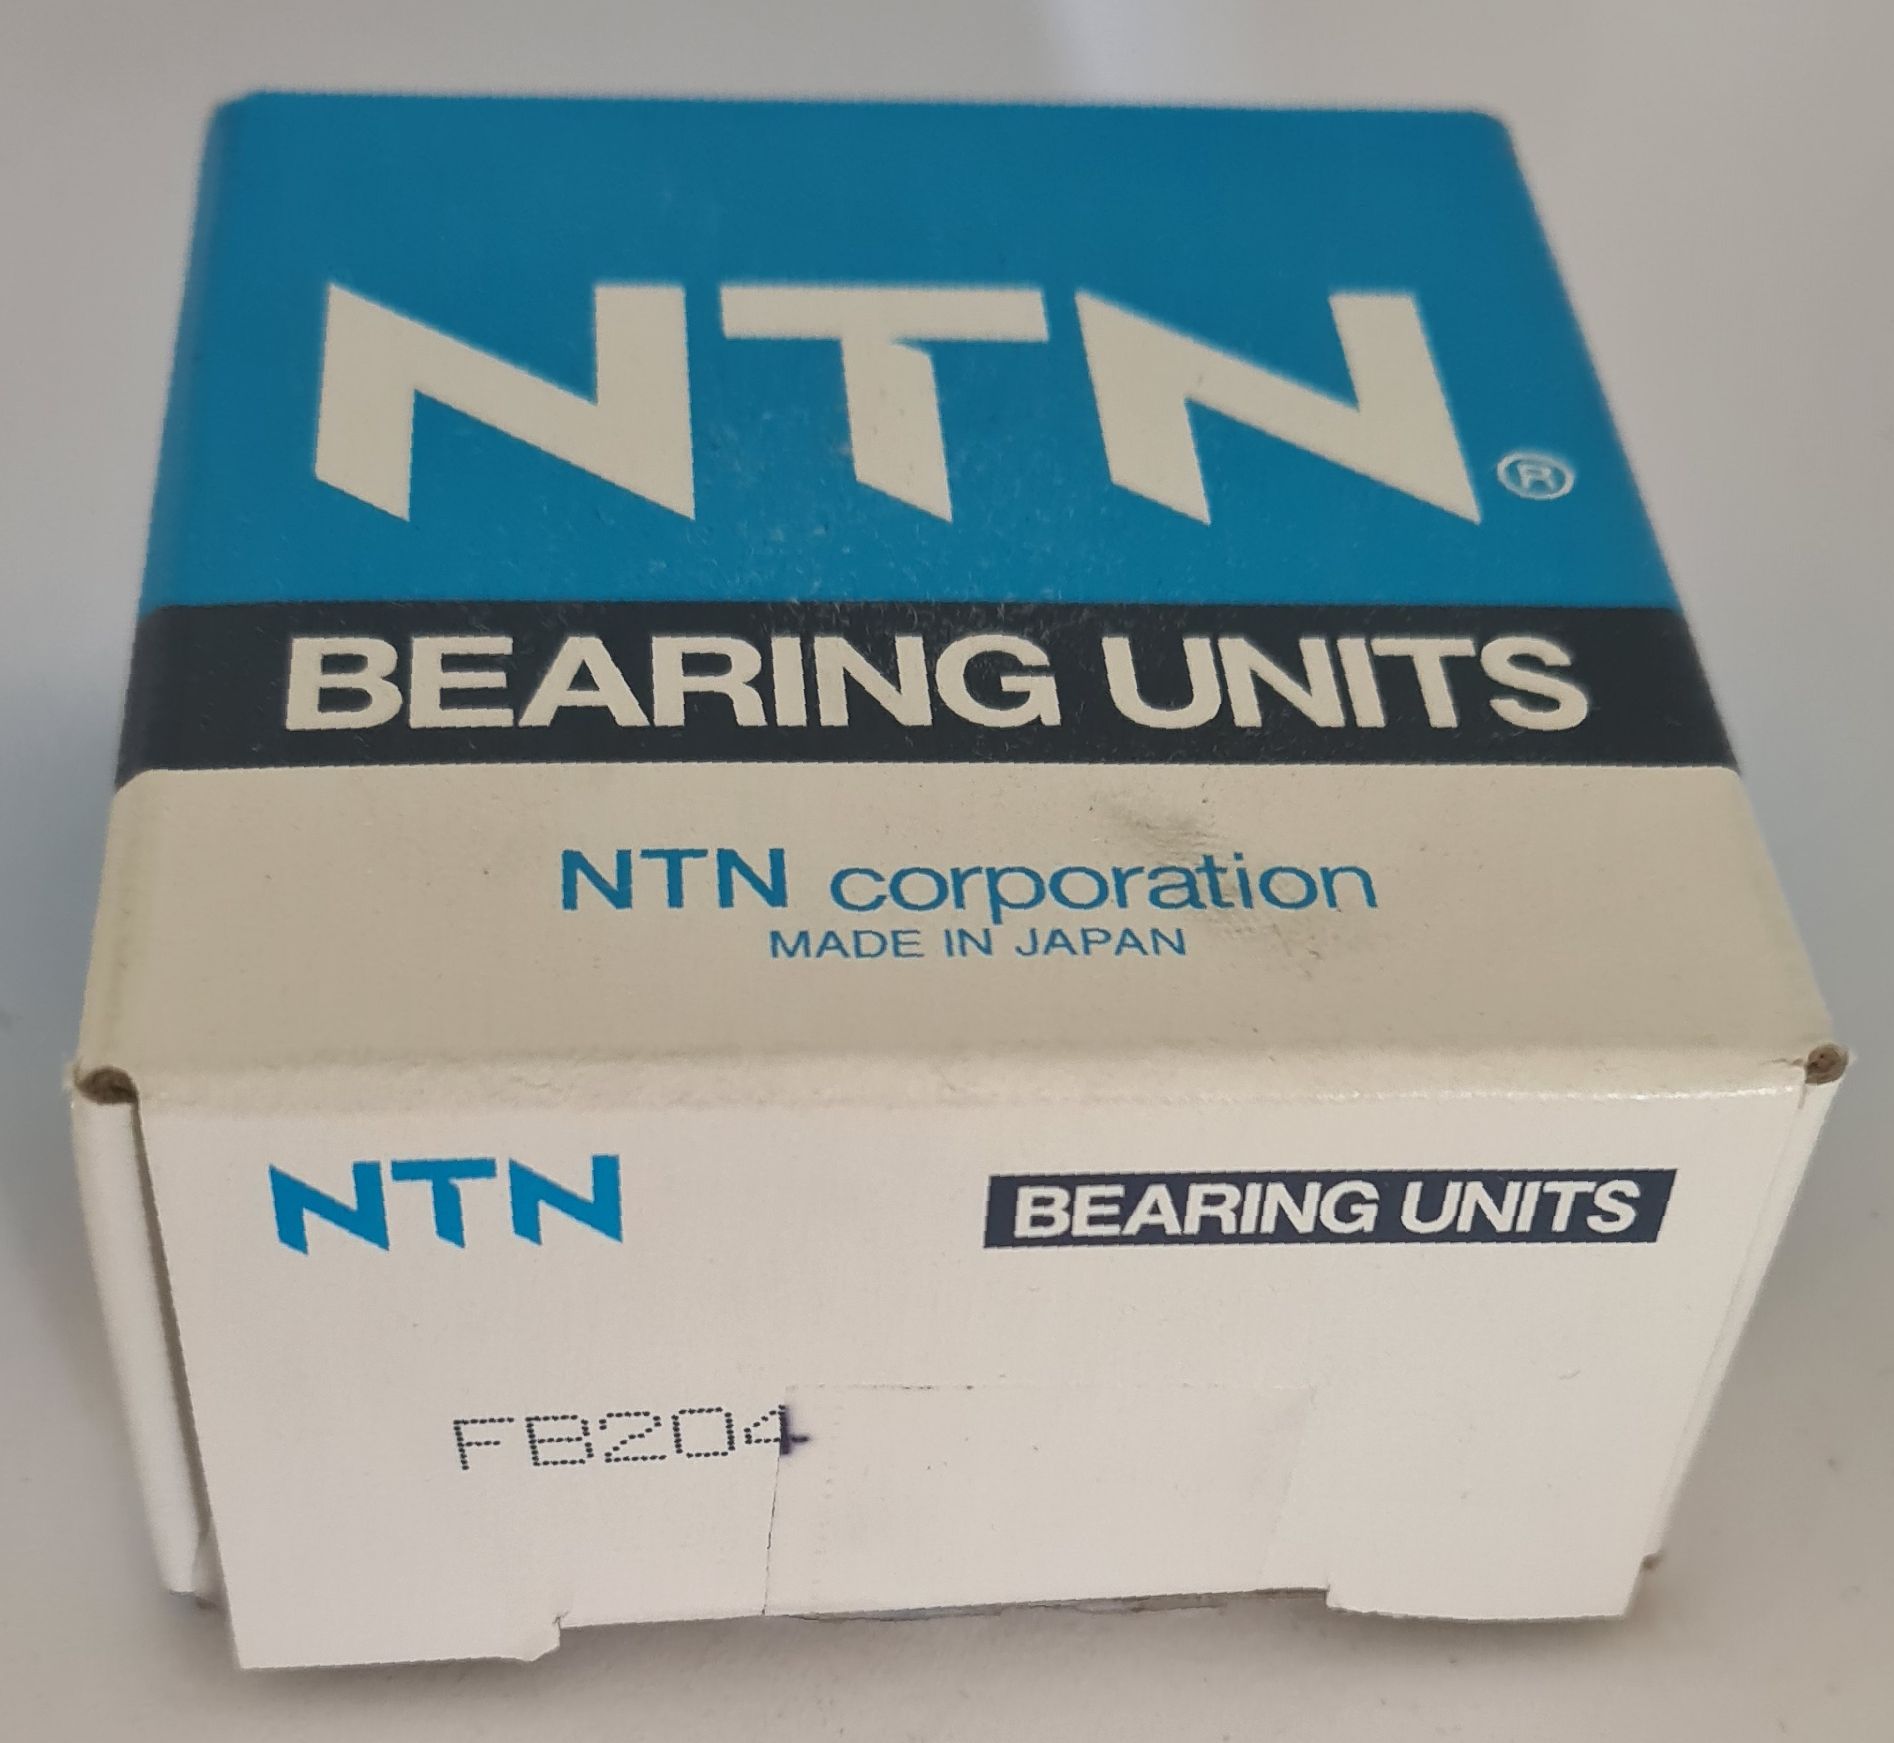 NTN®
BEARING UNITS
NTN corporation
MADE IN JAPAN
NTN BEARING UNITS
FB204